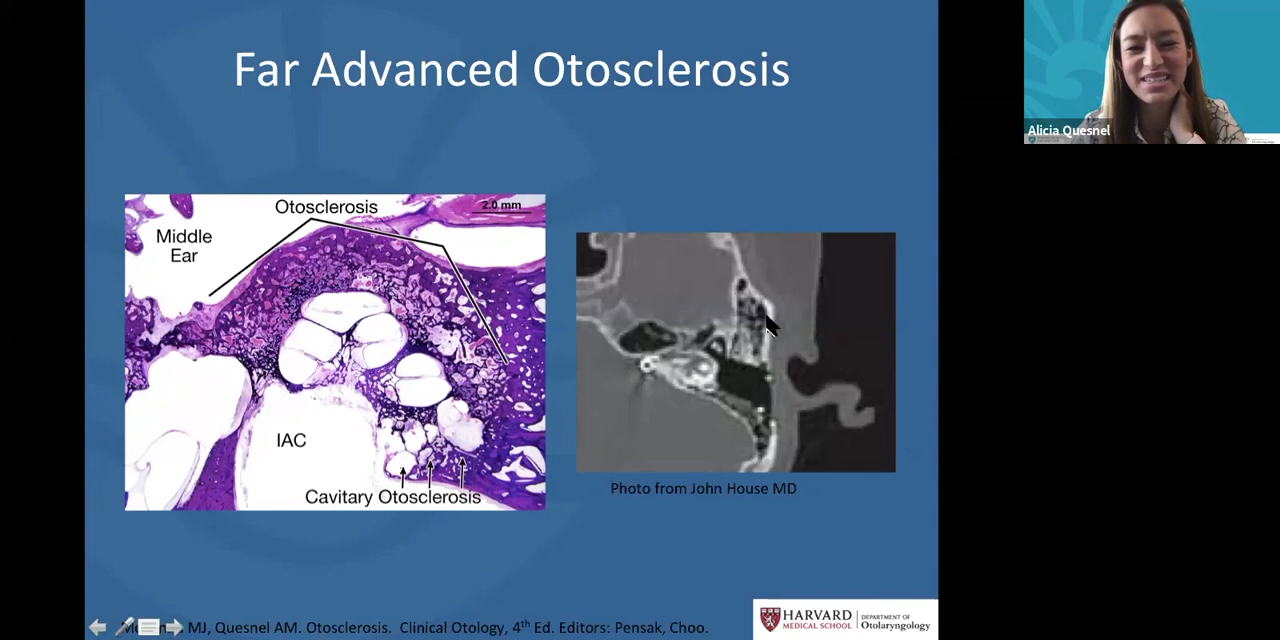 Far Advanced Otosclerosis
Alicia Quesnel
Otosclerosis
2.0 mm
Middle
Ear
IAC
Cavitary Otosclerosis
Photo from John House MD
MJ, Quesnel AM. Otosclerosis. Clinical Otology, 4th Ed. Editors: Pensak, Choo.
HARVARD
MEDICAL SCHOOL
DEPARTMENT OF
Otolaryngology